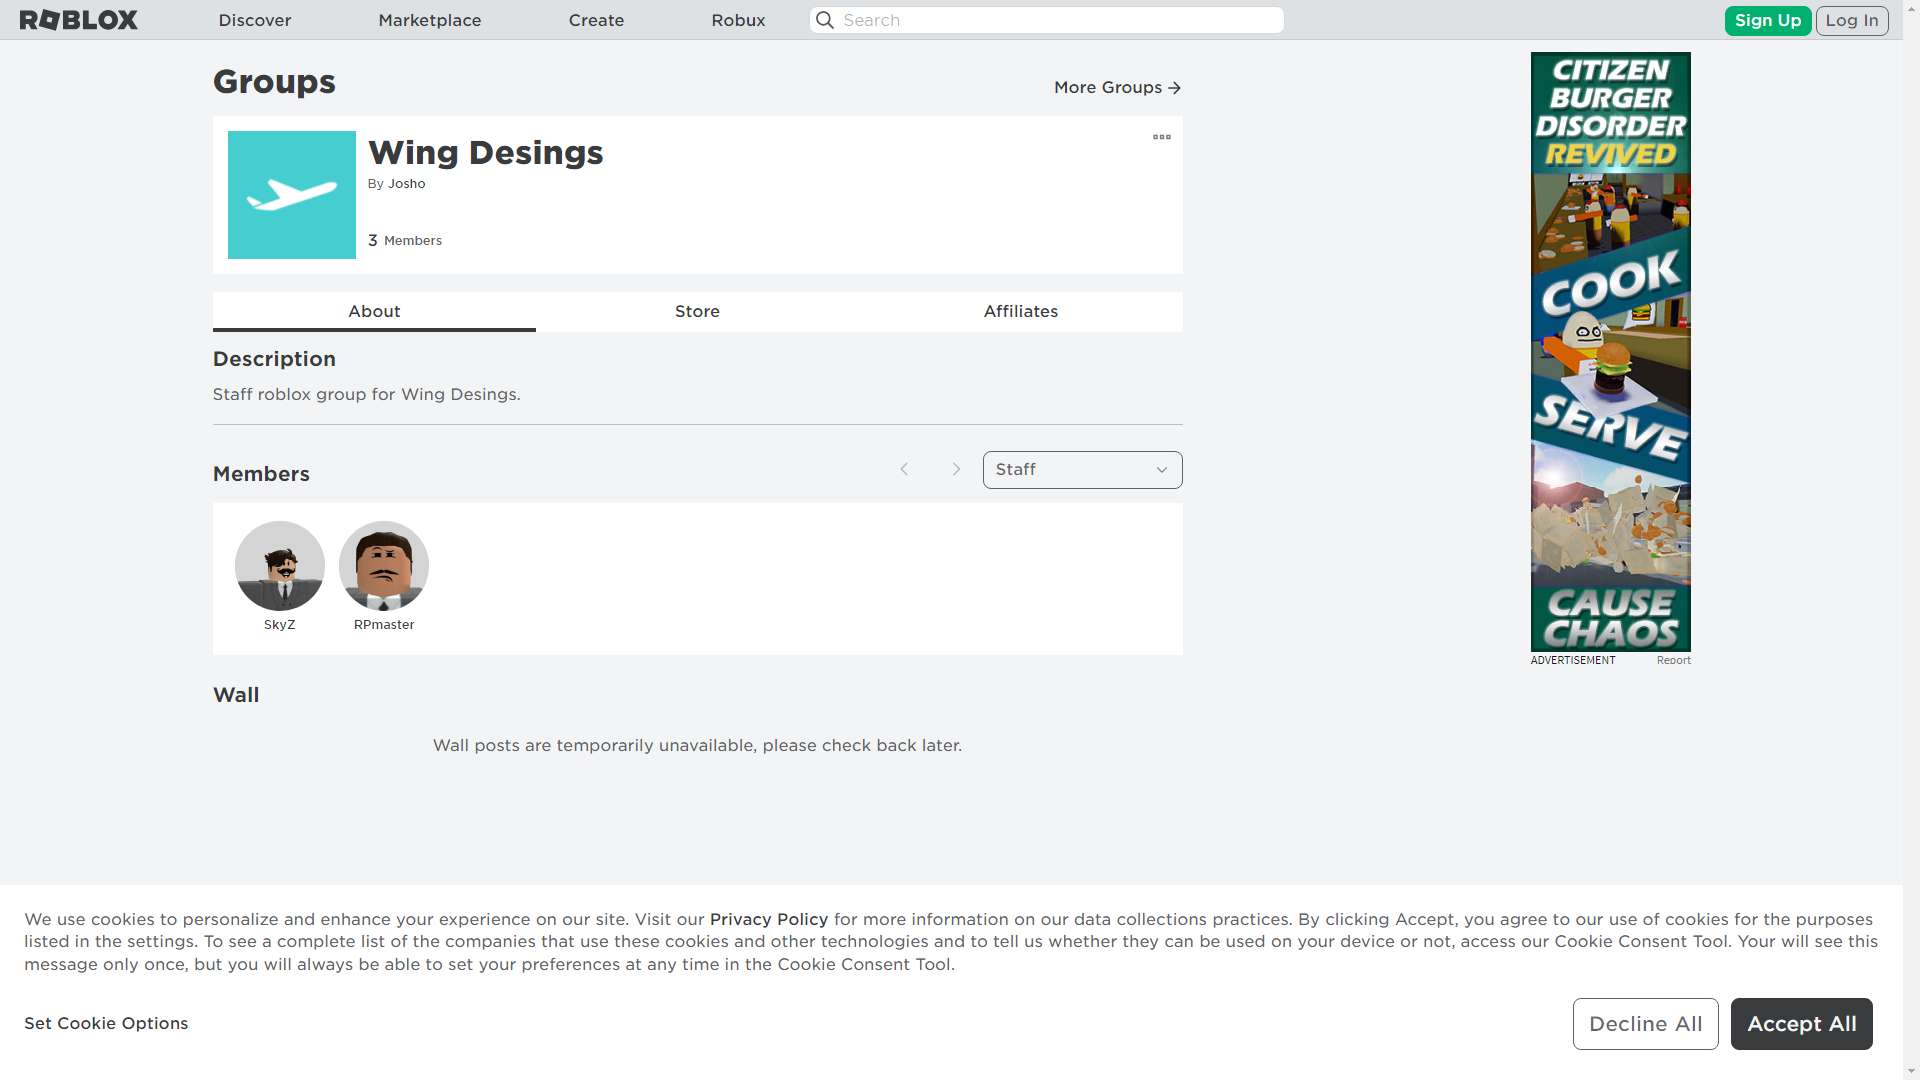 ROBLOX
Discover
Marketplace
Create
Robux
Search
Sign Up
Log In
Groups
More Groups
Wing Desings
By Josho
3 Members
About
Store
Affiliates
Description
Staff roblox group for Wing Desings.
Members
Staff
SkyZ
RPmaster
Wall
Wall posts are temporarily unavailable, please check back later.
CITIZEN
BURGER
DISORDER
REVIVED
COOK
SERVE
CAUSE
CHAOS
ADVERTISEMENT
Report
We use cookies to personalize and enhance your experience on our site. Visit our Privacy Policy for more information on our data collections practices. By clicking Accept, you agree to our use of cookies for the purposes
listed in the settings. To see a complete list of the companies that use these cookies and other technologies and to tell us whether they can be used on your device or not, access our Cookie Consent Tool. Your will see this
message only once, but you will always be able to set your preferences at any time in the Cookie Consent Tool.
Set Cookie Options
Decline All
Accept All